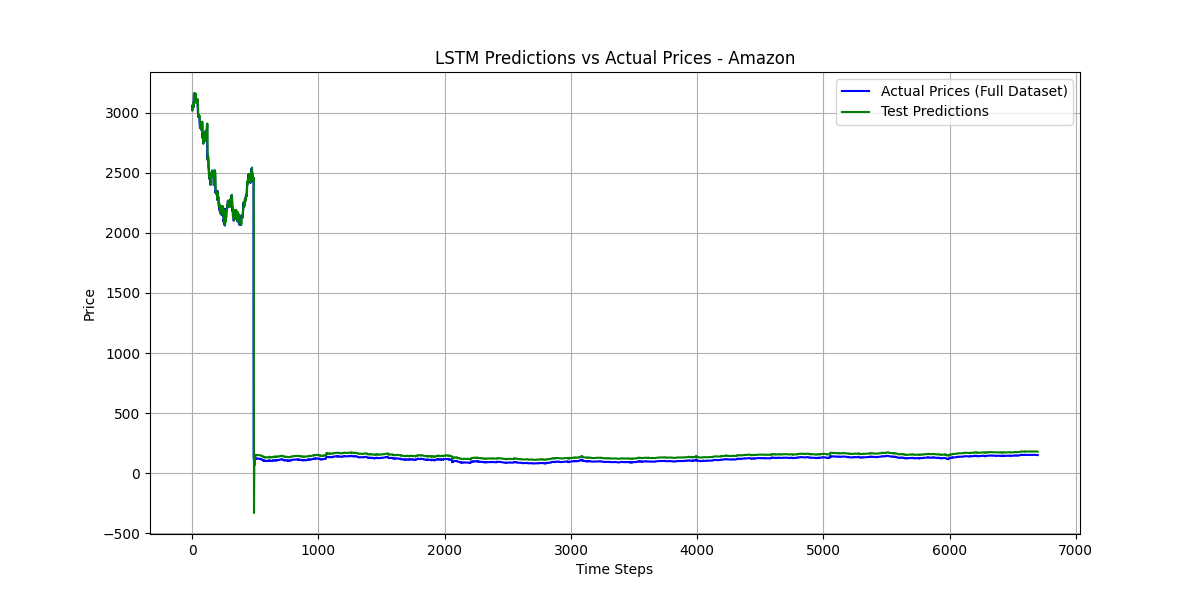 LSTM Predictions vs Actual Prices - Amazon
Actual Prices (Full Dataset)
Test Predictions
3000
2500
2000
1500
1000
500
0
−500
Price
0 1000 2000 3000 4000 5000 6000 7000
Time Steps